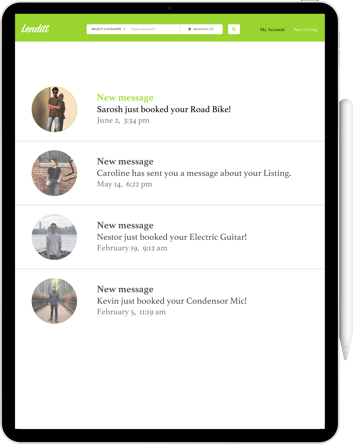 Lenditt
SELECT CATEGORY
BROOKLYN, NY
My Account
Post Listing
New message
Sarosh just booked your Road Bike!
June 2, 3:34 pm
New message
Caroline has sent you a message about your Listing.
May 14, 6:22 pm
New message
Nestor just booked your Electric Guitar!
February 19, 9:12 am
New message
Kevin just booked your Condensor Mic!
February 5, 11:19 am